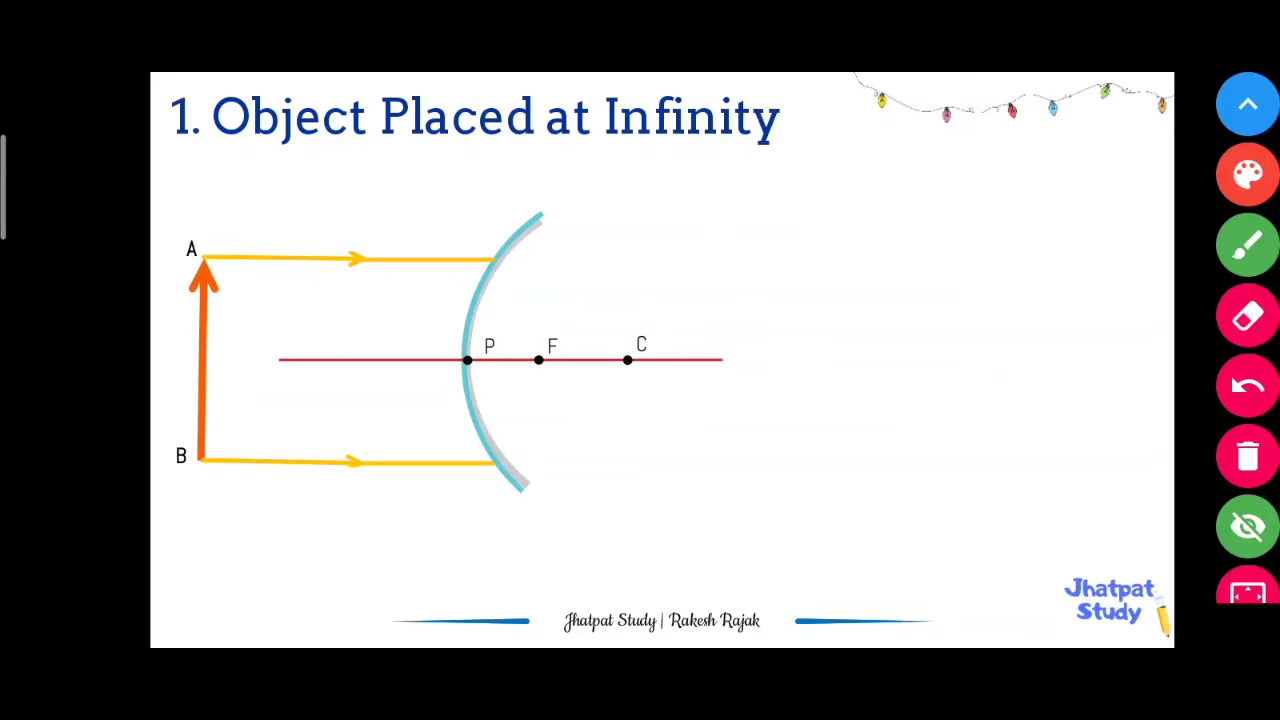 1. Object Placed at Infinity
A
P F C
B
Jhatpat Study | Rakesh Rajak
Jhatpat
Study